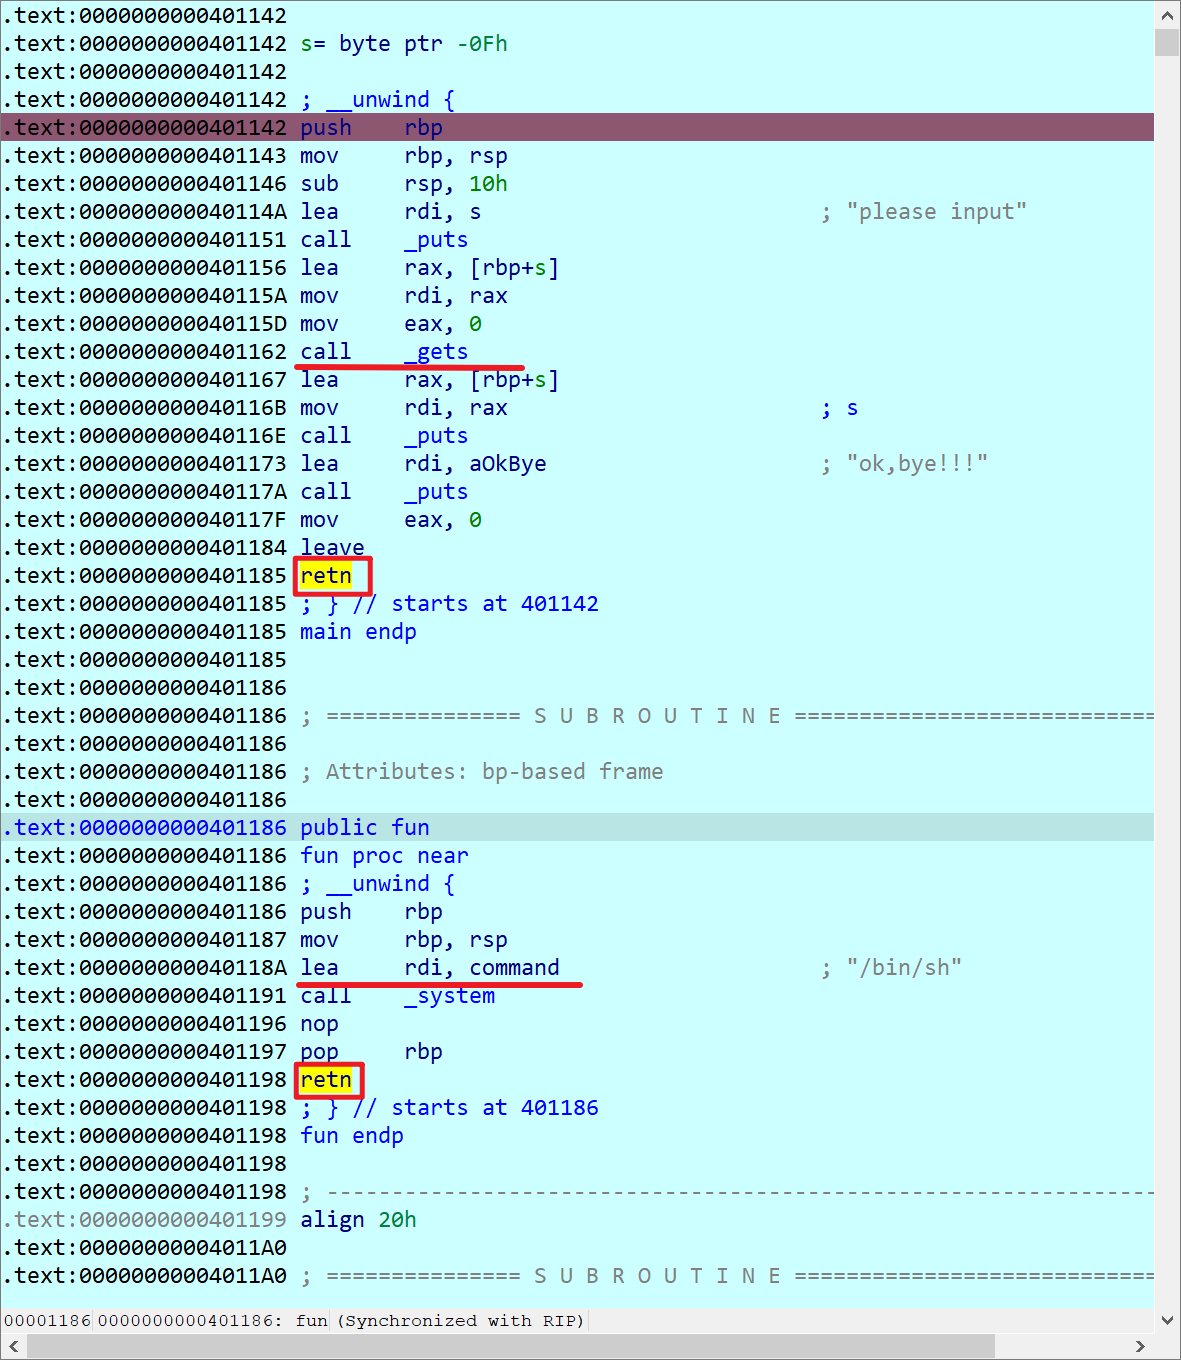 .text:0000000000401142
.text:0000000000401142 s= byte ptr -0Fh
.text:0000000000401142
.text:0000000000401142 ; __unwind {
.text:0000000000401142 push    rbp
.text:0000000000401143 mov     rbp, rsp
.text:0000000000401146 sub     rsp, 10h
.text:000000000040114A lea     rdi, s                          ; "please input"
.text:0000000000401151 call    _puts
.text:0000000000401156 lea     rax, [rbp+s]
.text:000000000040115A mov     rdi, rax
.text:000000000040115D mov     eax, 0
.text:0000000000401162 call    _gets
.text:0000000000401167 lea     rax, [rbp+s]
.text:000000000040116B mov     rdi, rax                        ; s
.text:000000000040116E call    _puts
.text:0000000000401173 lea     rdi, aOkBye                     ; "ok,bye!!!"
.text:000000000040117A call    _puts
.text:000000000040117F mov     eax, 0
.text:0000000000401184 leave
.text:0000000000401185 retn
.text:0000000000401185 ; } // starts at 401142
.text:0000000000401185 main endp
.text:0000000000401185
.text:0000000000401186
.text:0000000000401186 ; =============== S U B R O U T I N E ============================
.text:0000000000401186
.text:0000000000401186 ; Attributes: bp-based frame
.text:0000000000401186
.text:0000000000401186 public fun
.text:0000000000401186 fun proc near
.text:0000000000401186 ; __unwind {
.text:0000000000401186 push    rbp
.text:0000000000401187 mov     rbp, rsp
.text:000000000040118A lea     rdi, command                    ; "/bin/sh"
.text:0000000000401191 call    _system
.text:0000000000401196 nop
.text:0000000000401197 pop     rbp
.text:0000000000401198 retn
.text:0000000000401198 ; } // starts at 401186
.text:0000000000401198 fun endp
.text:0000000000401198
.text:0000000000401198 ; ----------------------------------------------------------------
.text:0000000000401199 align 20h
.text:00000000004011A0
.text:00000000004011A0 ; =============== S U B R O U T I N E ============================
00001186 0000000000401186: fun (Synchronized with RIP)